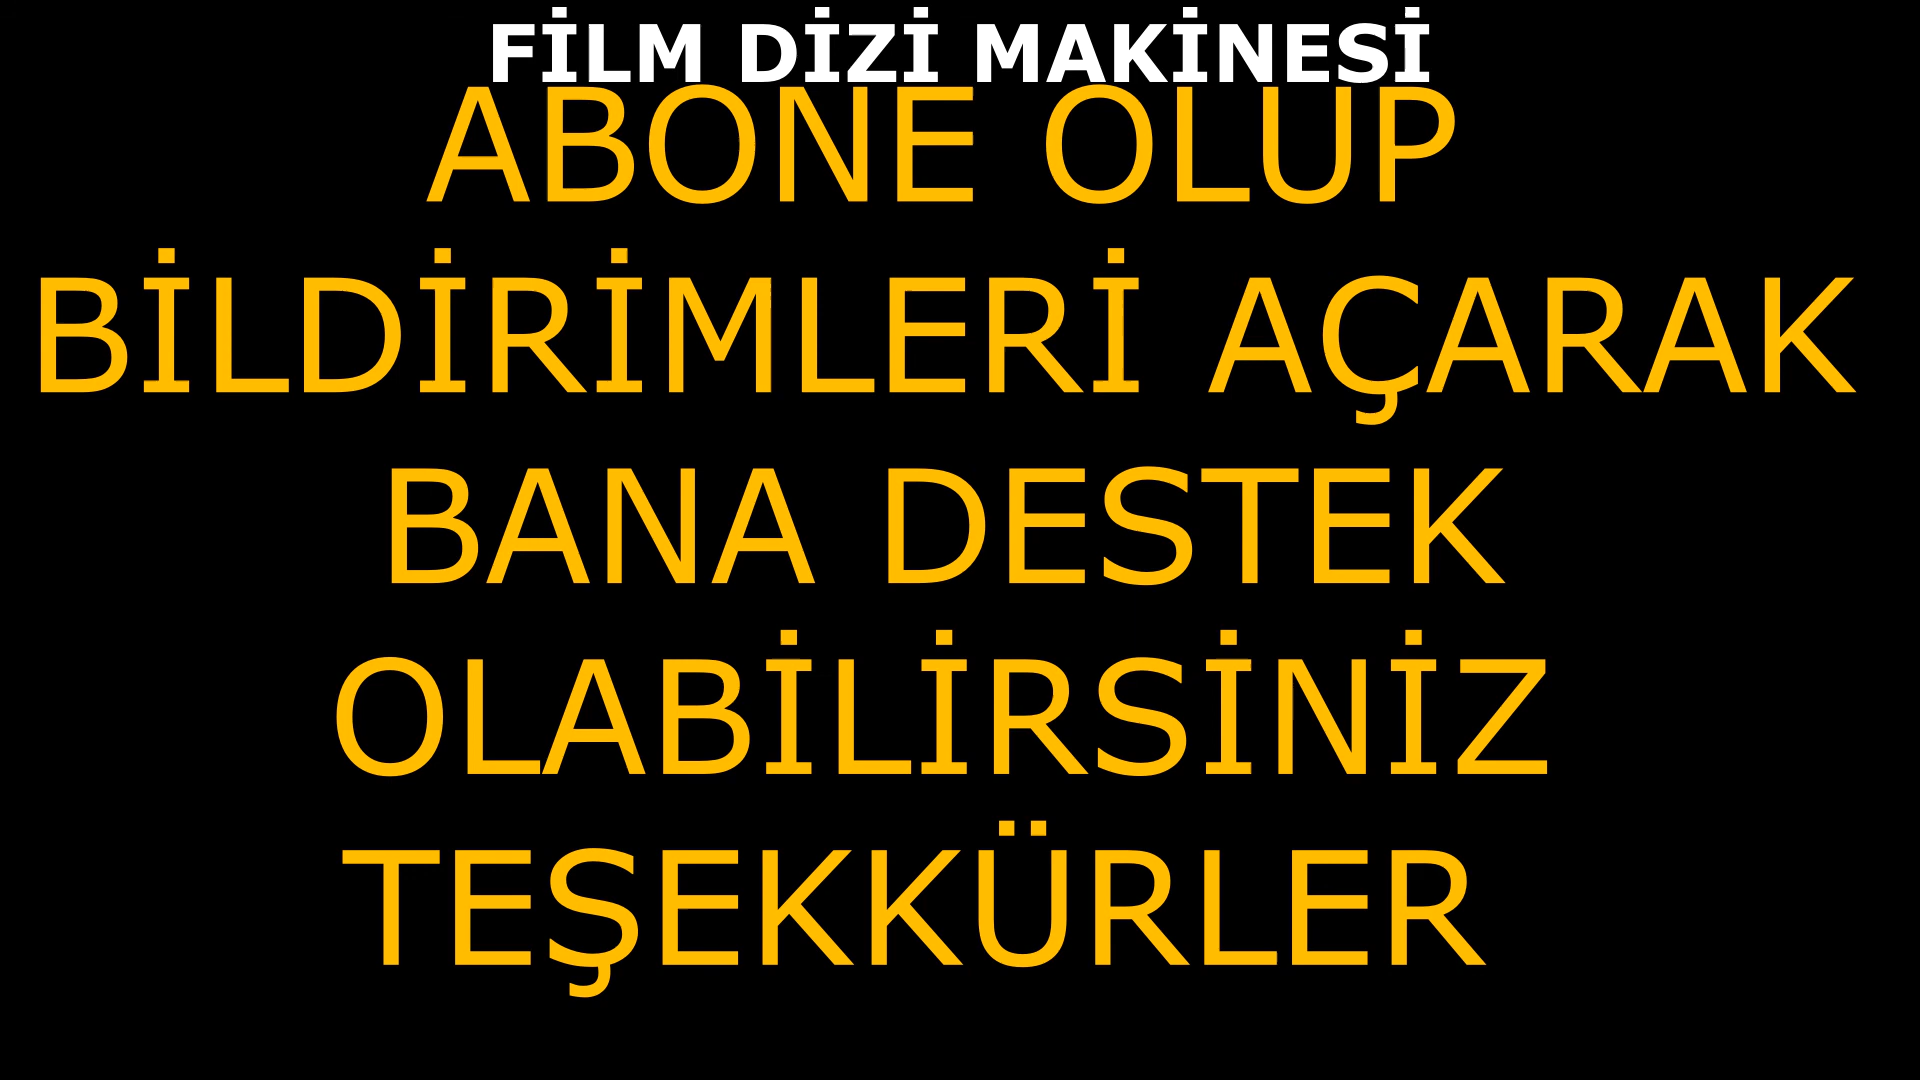 FİLM DİZİ MAKİNESİ
ABONE OLUP
BİLDİRİMLERİ AÇARAK
BANA DESTEK
OLABİLİRSİNİZ
TEŞEKKÜRLER